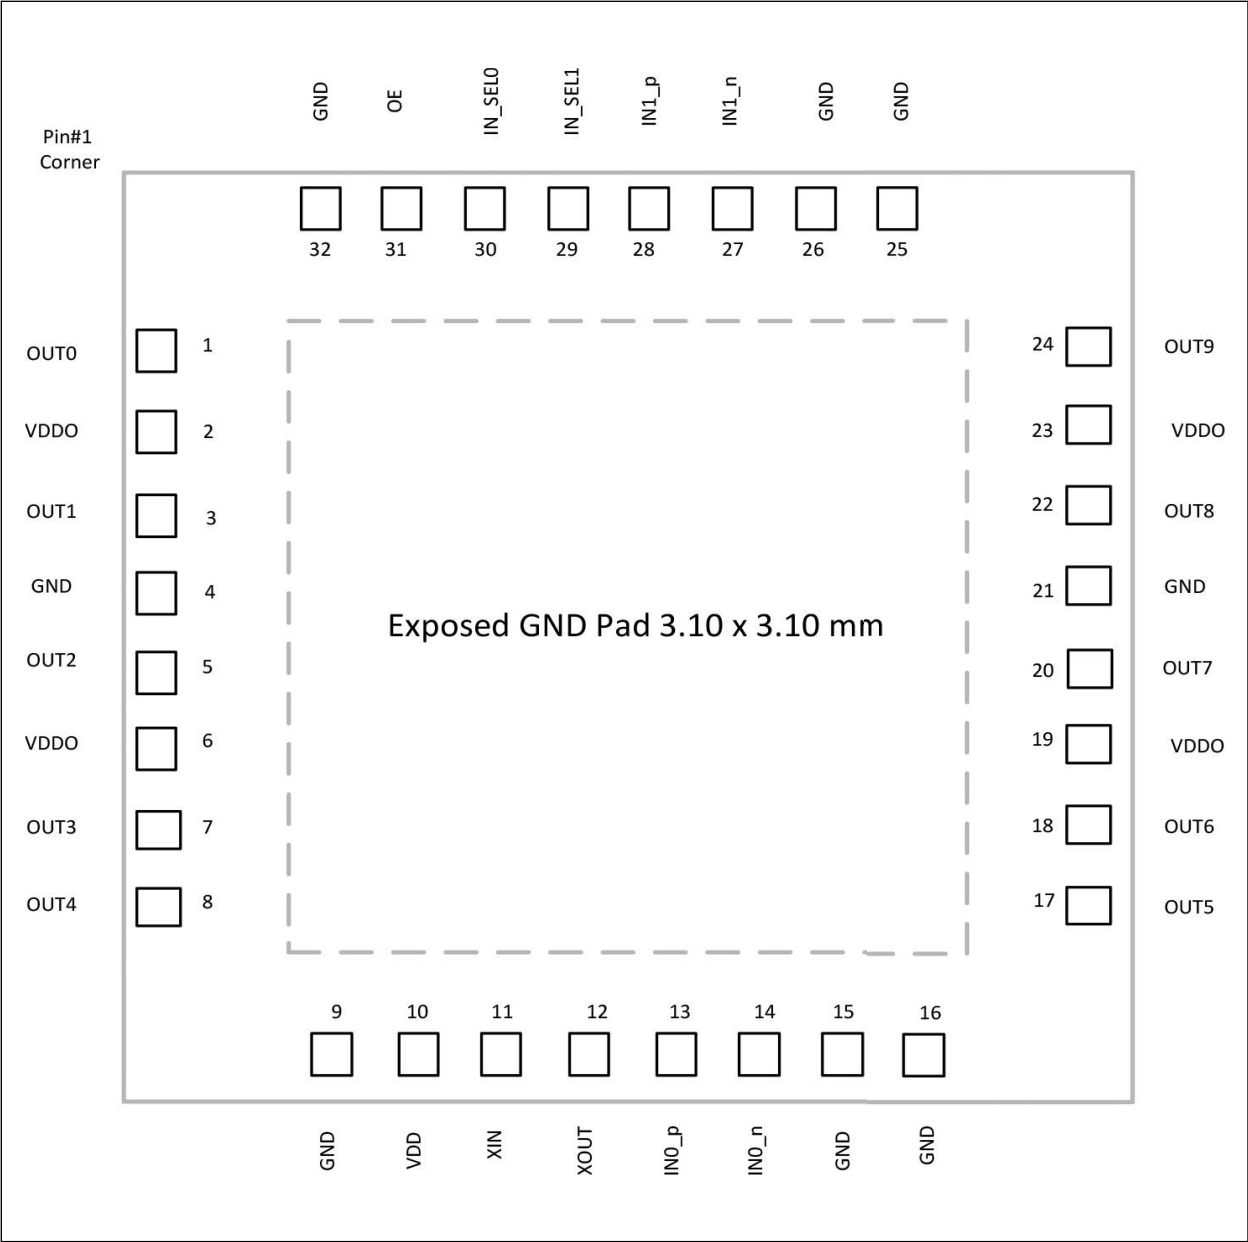 GND OE IN_SEL0 IN_SEL1 IN1_p IN1_n GND GND
Pin#1
Corner
32 31 30 29 28 27 26 25
OUT0 1 24 OUT9
VDDO 2 23 VDDO
OUT1 3 22 OUT8
GND 4 21 GND
Exposed GND Pad 3.10 x 3.10 mm
OUT2 5 20 OUT7
VDDO 6 19 VDDO
OUT3 7 18 OUT6
OUT4 8 17 OUT5
9 10 11 12 13 14 15 16
GND VDD XIN XOUT IN0_p IN0_n GND GND